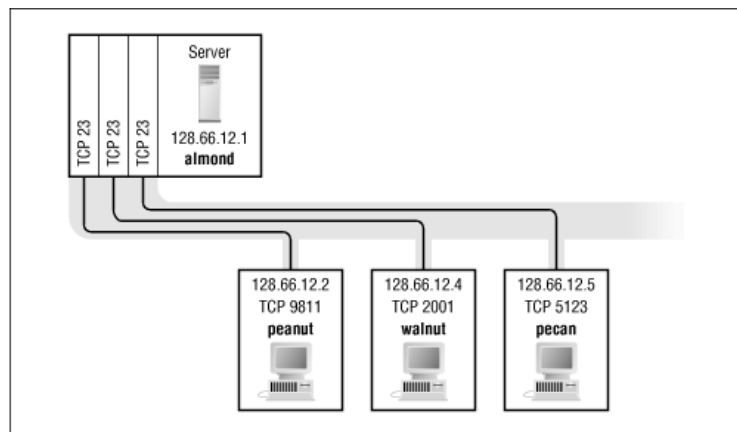 Server
128.66.12.1
almond
TCP 23
TCP 23
TCP 23
128.66.12.2
TCP 9811
peanut
128.66.12.4
TCP 2001
walnut
128.66.12.5
TCP 5123
pecan